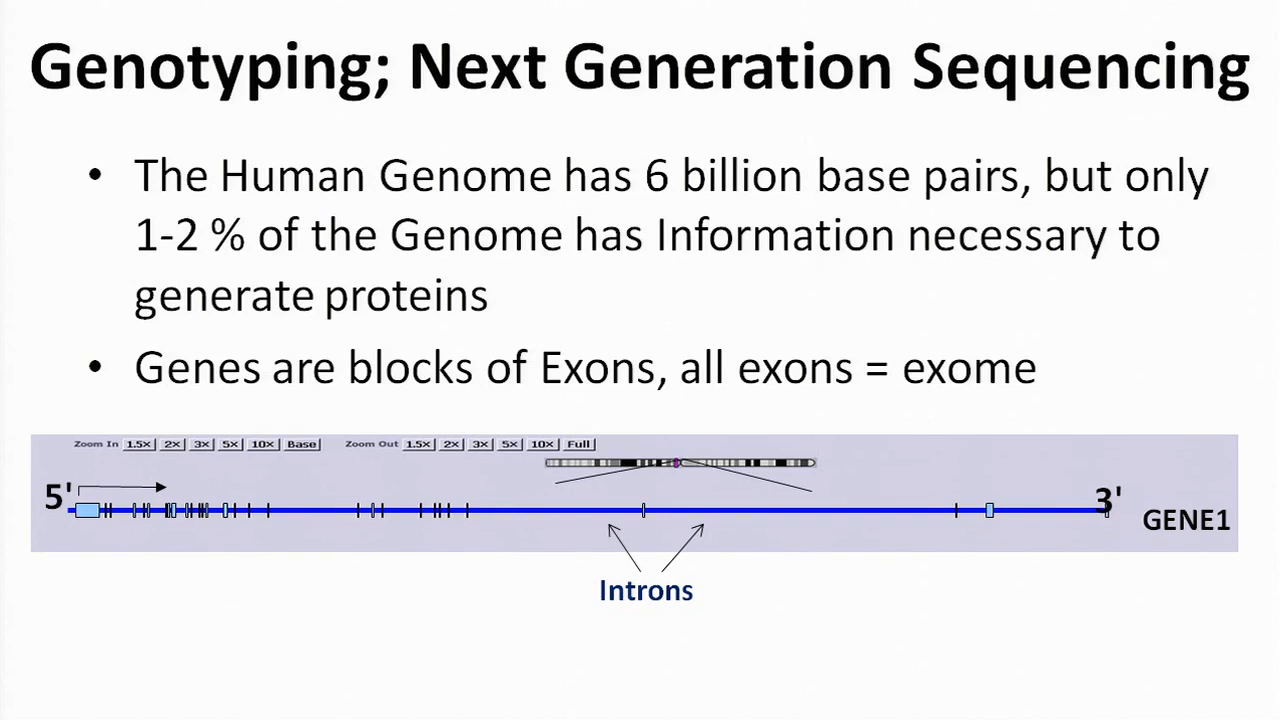 Genotyping; Next Generation Sequencing
• The Human Genome has 6 billion base pairs, but only
1-2 % of the Genome has Information necessary to
generate proteins
• Genes are blocks of Exons, all exons = exome
Zoom In 1.5x 2x 3x 5x 10x Base Zoom Out 1.5x 2x 3x 5x 10x Full
5' 3'
GENE1
Introns